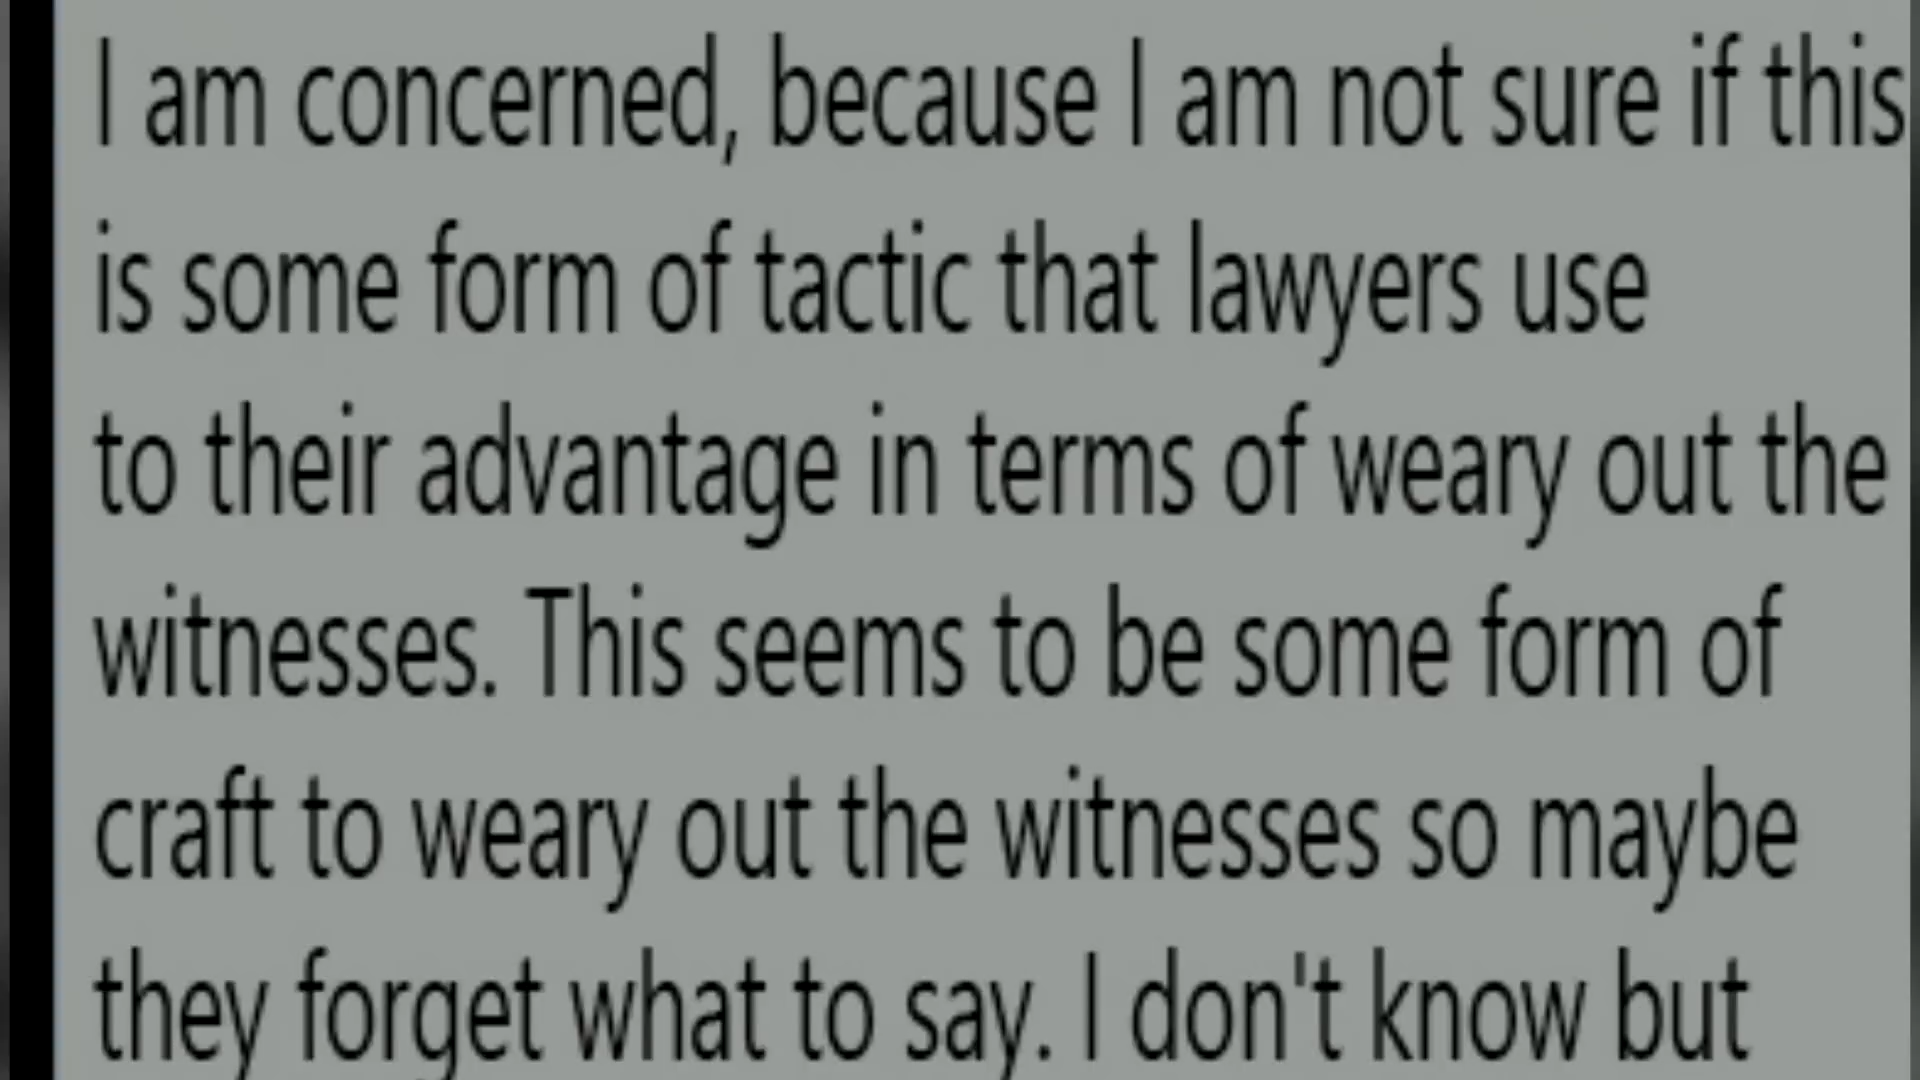 I am concerned, because I am not sure if this
is some form of tactic that lawyers use
to their advantage in terms of weary out the
witnesses. This seems to be some form of
craft to weary out the witnesses so maybe
they forget what to say. I don't know but